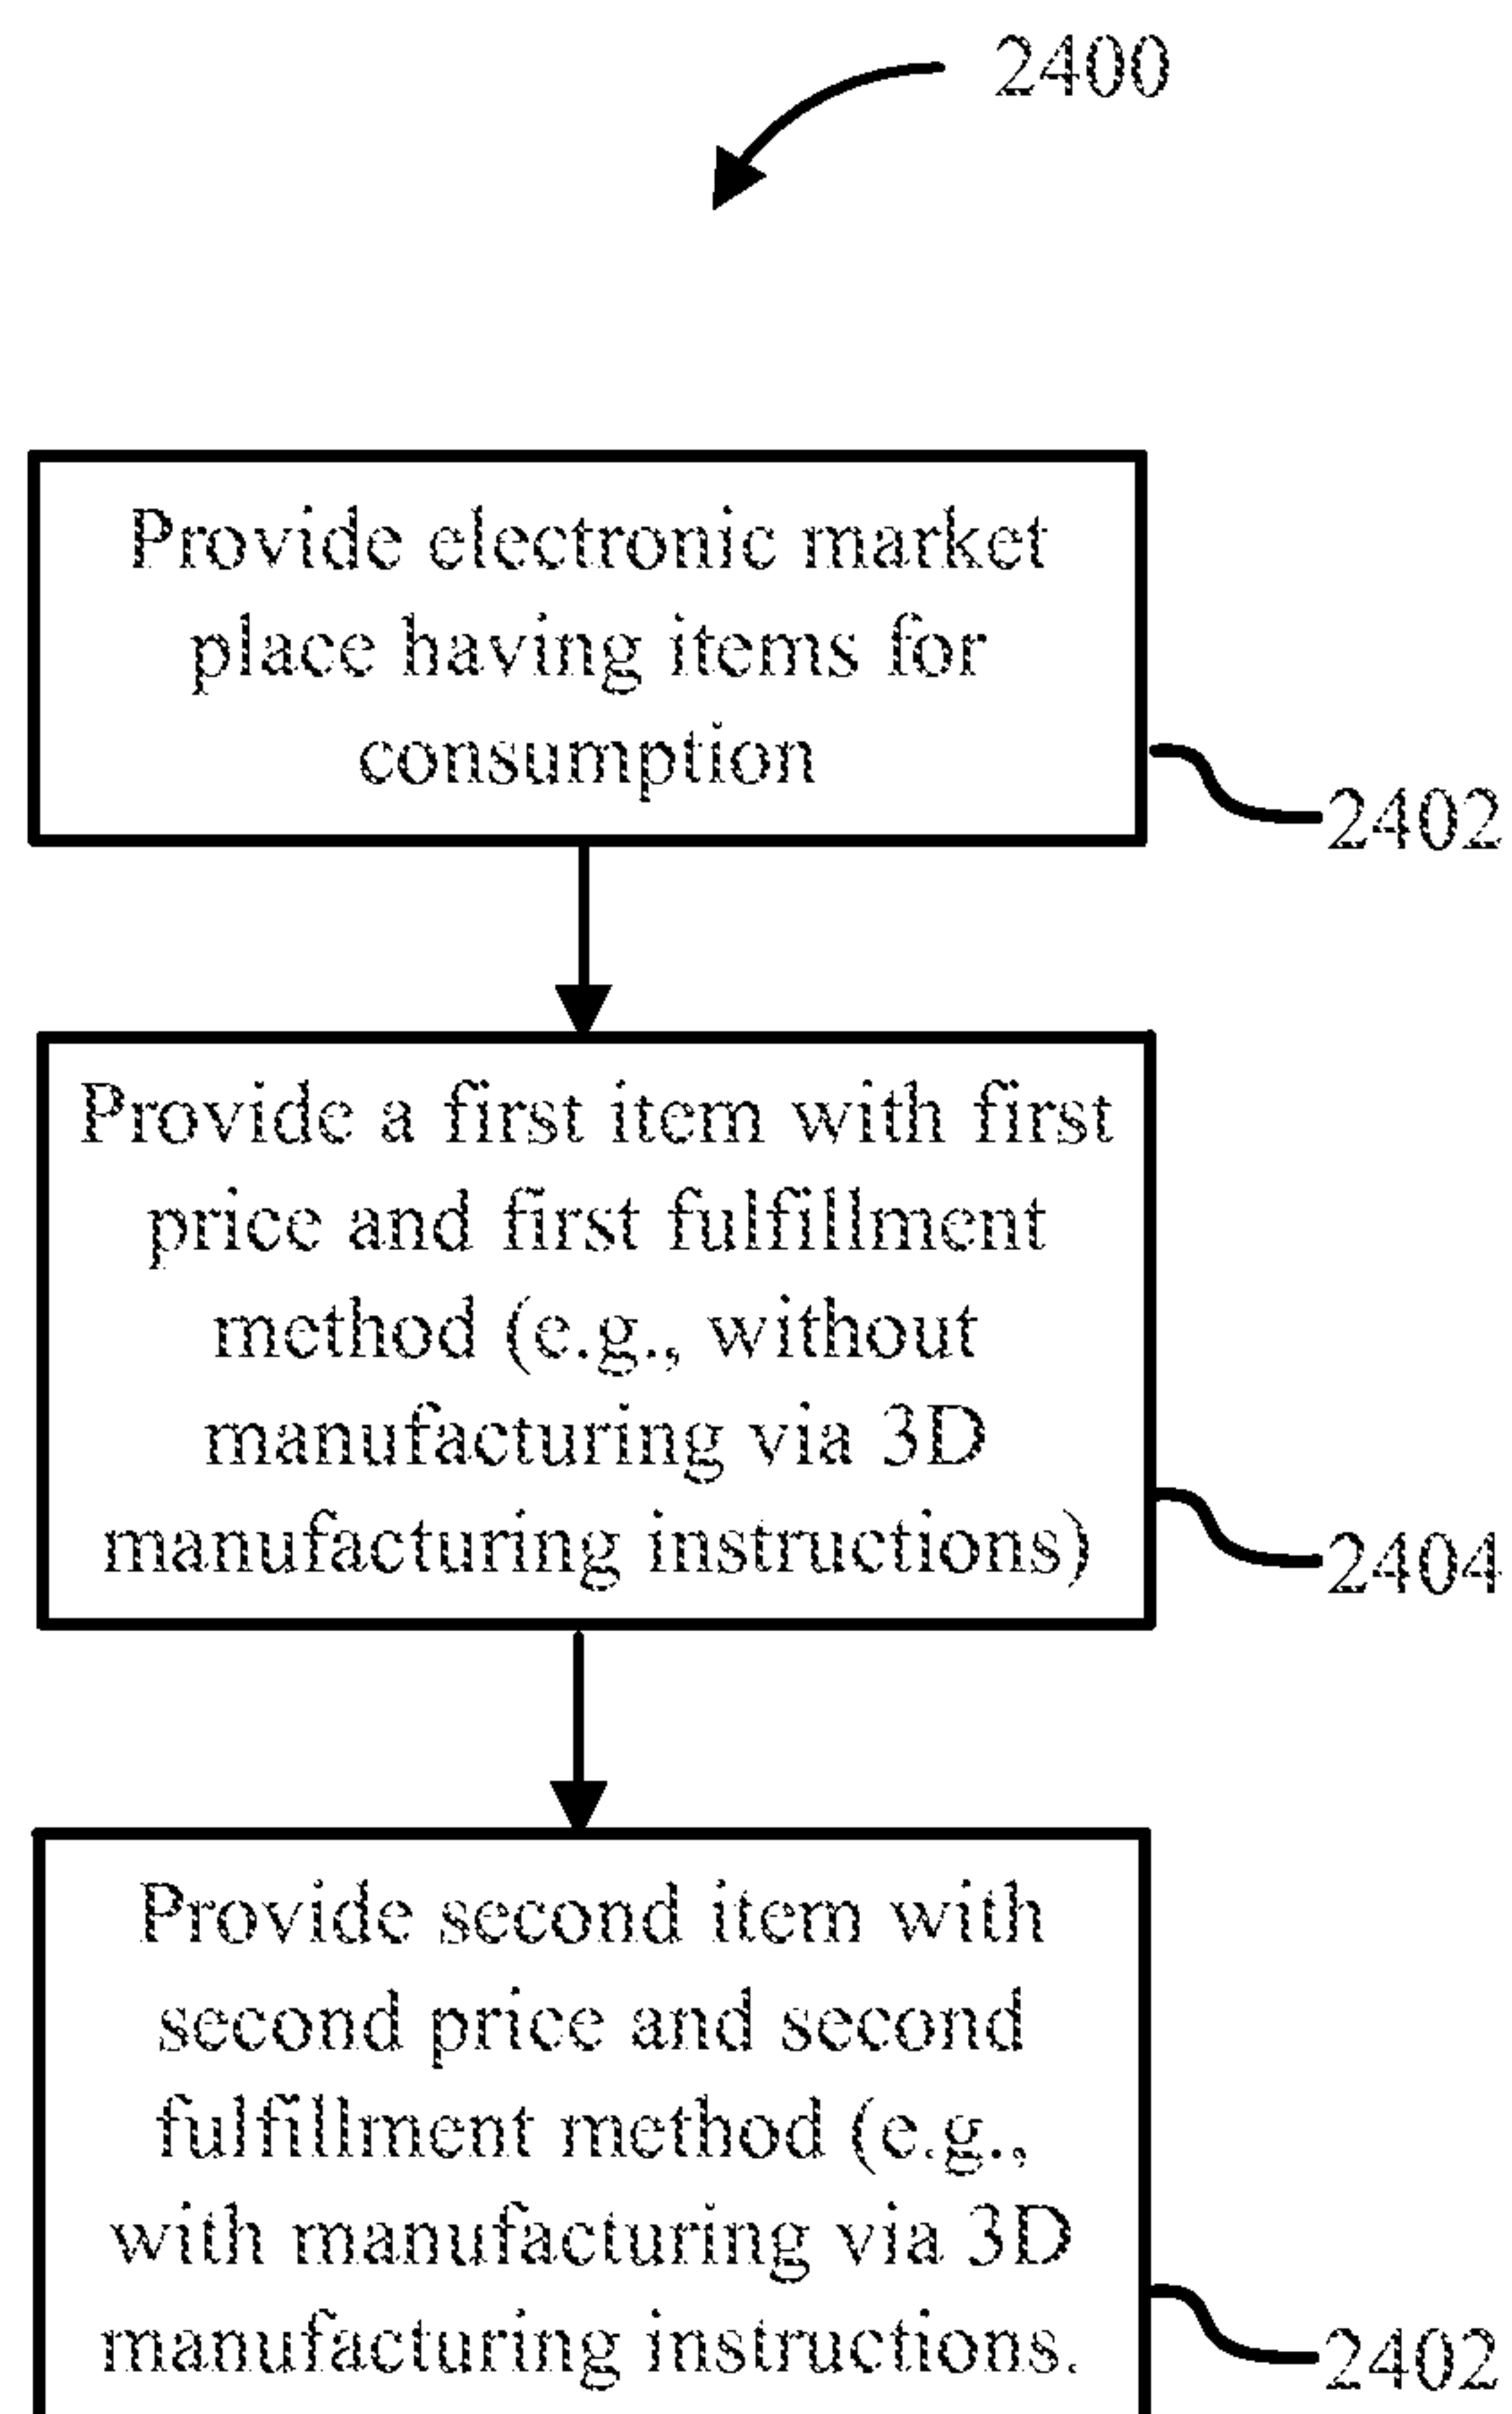 2400
Provide electronic market
place having items for
consumption
2402
Provide a first item with first
price and first fulfillment
method (e.g., without
manufacturing via 3D
manufacturing instructions)
2404
Provide second item with
second price and second
fulfillment method (e.g.,
with manufacturing via 3D
manufacturing instructions.
2402